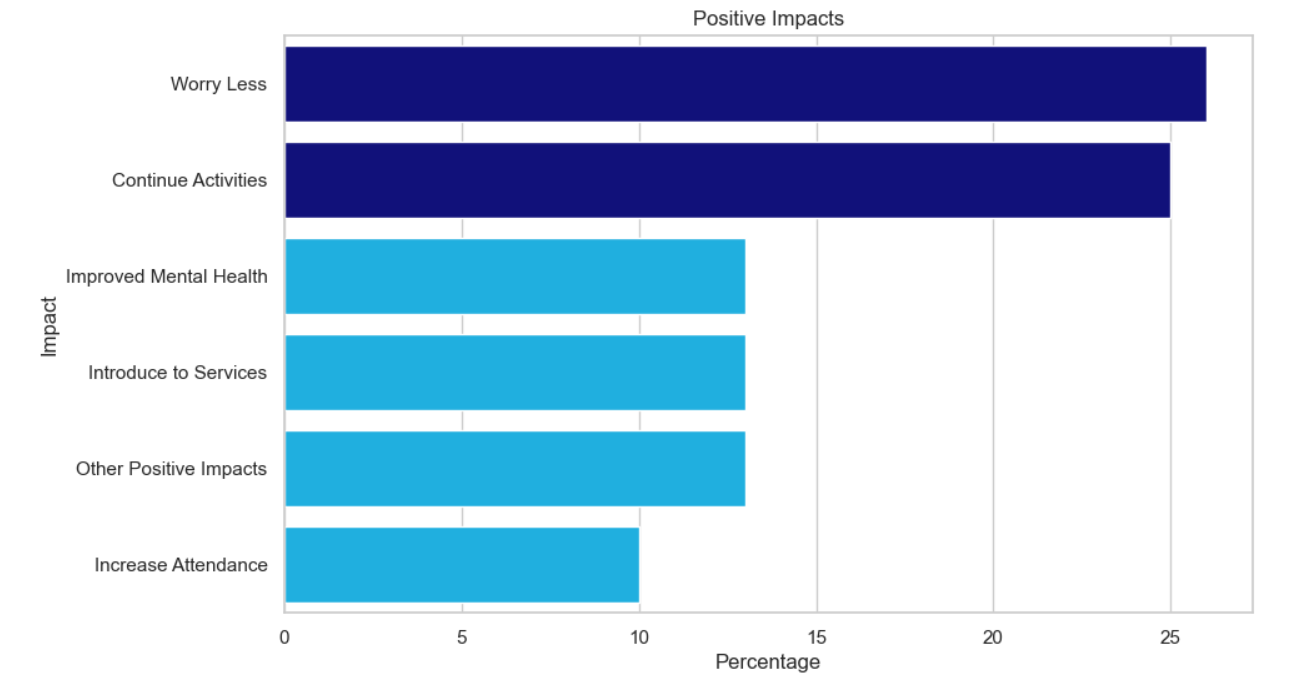 Positive Impacts
Worry Less
Continue Activities
Improved Mental Health
Introduce to Services
Other Positive Impacts
Increase Attendance
Impact
0 5 10 15 20 25
Percentage